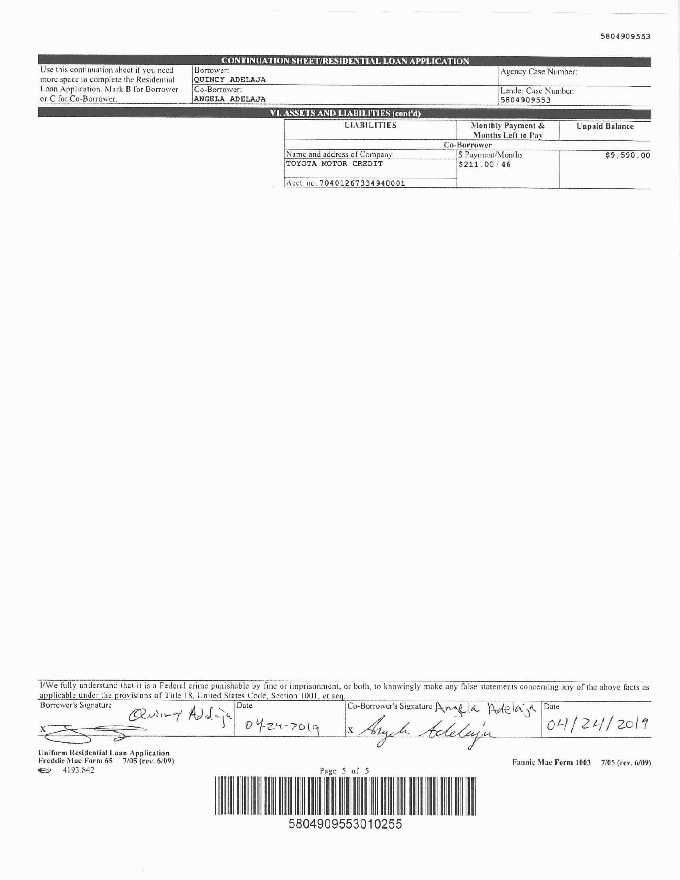 5804909553
CONTINUATION SHEET/RESIDENTIAL LOAN APPLICATION
Use this continuation sheet if you need
more space to complete the Residential
Loan Application. Mark B for Borrower
or C for Co-Borrower.
Borrower:
QUINCY ADELAJA
Co-Borrower:
ANGELA ADELAJA
Agency Case Number:
Lender Case Number:
5804909553
VI. ASSETS AND LIABILITIES (cont'd)
LIABILITIES
Monthly Payment &
Months Left to Pay
Unpaid Balance
Co-Borrower
Name and address of Company
TOYOTA MOTOR CREDIT
$ Payment/Months
$211.00/46
$9,590.00
Acct. no. 70401267334940001
I/We fully understand that it is a Federal crime punishable by fine or imprisonment, or both, to knowingly make any false statements concerning any of the above facts as
applicable under the provisions of Title 18, United States Code, Section 1001, et seq.
Borrower's Signature
X
Date
04-24-2019
Co-Borrower's Signature Angela Adelaja
X Angela Adelaja
Date
04/24/2019
Uniform Residential Loan Application
Freddie Mac Form 65 7/05 (rev. 6/09)
4193.842
Page 5 of 5
Fannie Mae Form 1003 7/05 (rev. 6/09)
5804909553010255